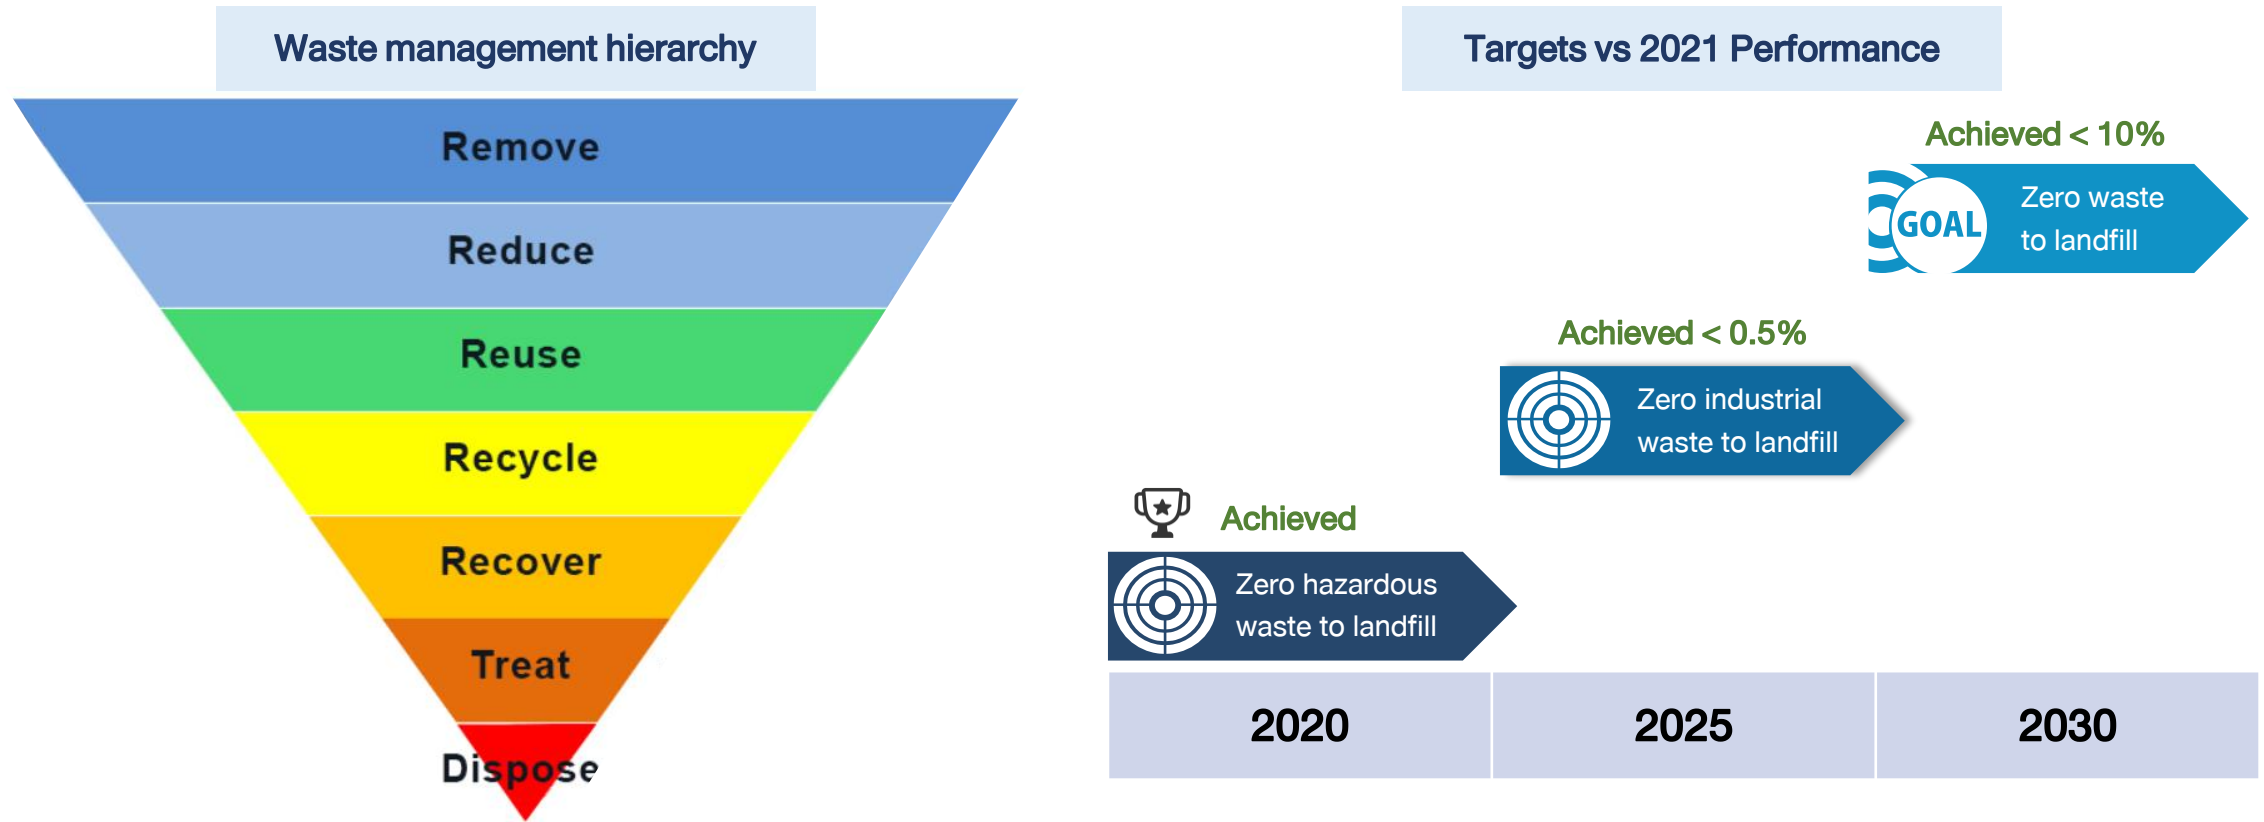 Waste management hierarchy
Remove
Reduce
Reuse
Recycle
Recover
Treat
Dispose
Targets vs 2021 Performance
Achieved < 10%
GOAL
Zero waste
to landfill
Achieved < 0.5%
Zero industrial
waste to landfill
Achieved
Zero hazardous
waste to landfill
2020
2025
2030